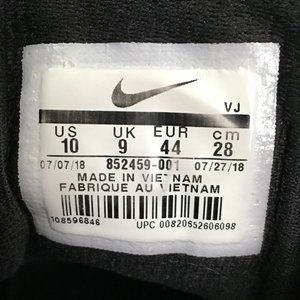 VJ
US UK EUR cm
10 9 44 28
07/07/18 852459-001 07/27/18
MADE IN VIETNAM
FABRIQUE AU VIETNAM
108596846
UPC 00820652606098